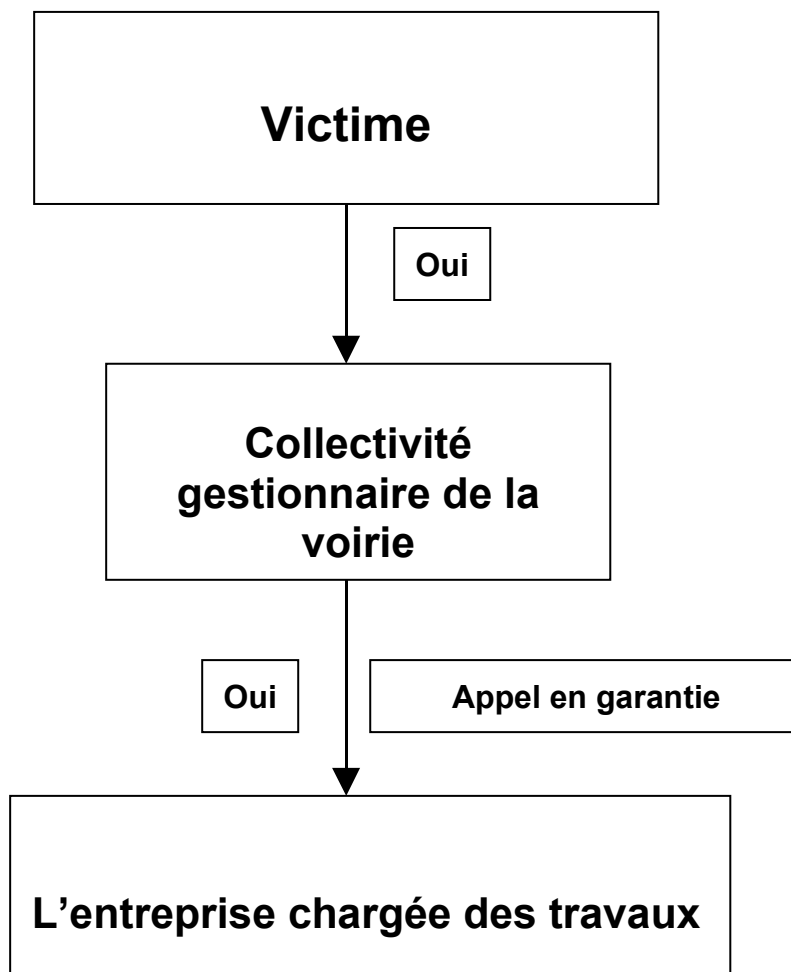 Victime
Oui
Collectivité
gestionnaire de la
voirie
Oui
Appel en garantie
L’entreprise chargée des travaux